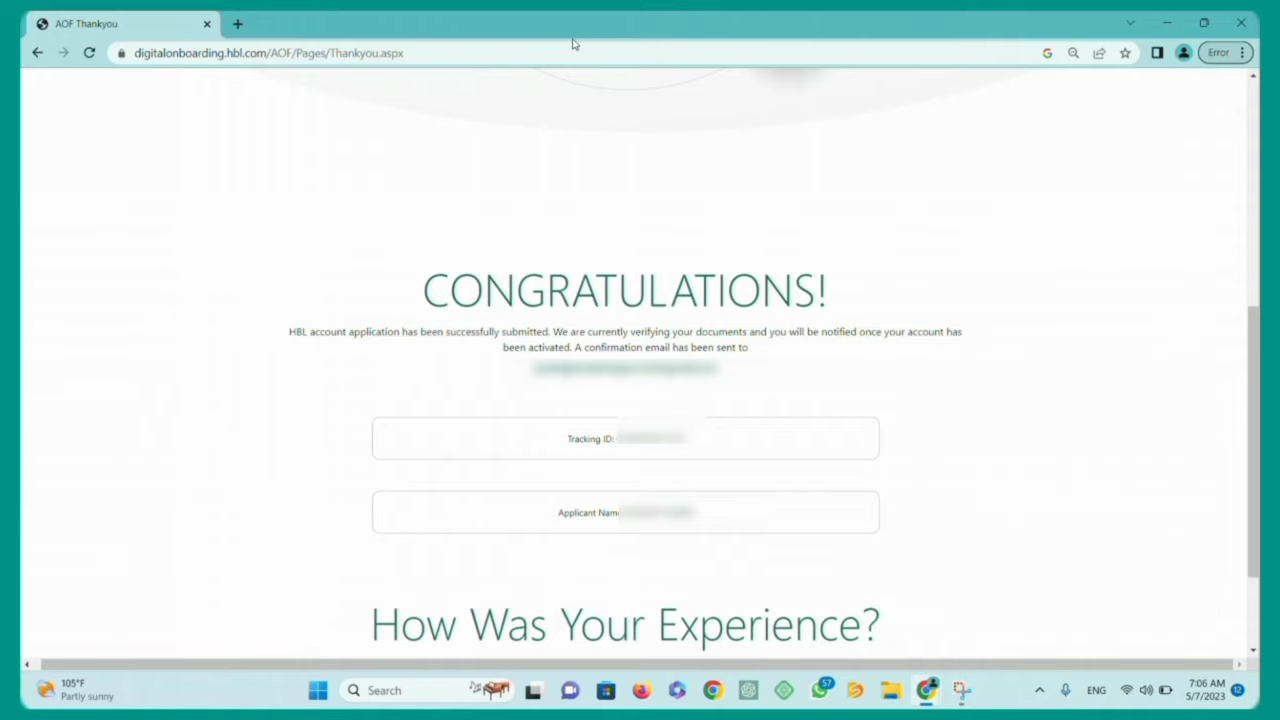 AOF Thankyou
digitalonboarding.hbl.com/AOF/Pages/Thankyou.aspx
Error
CONGRATULATIONS!
HBL account application has been successfully submitted. We are currently verifying your documents and you will be notified once your account has
been activated. A confirmation email has been sent to
Tracking ID:
Applicant Name
How Was Your Experience?
105°F
Partly sunny
Search
57
ENG
7:06 AM
5/7/2023
12